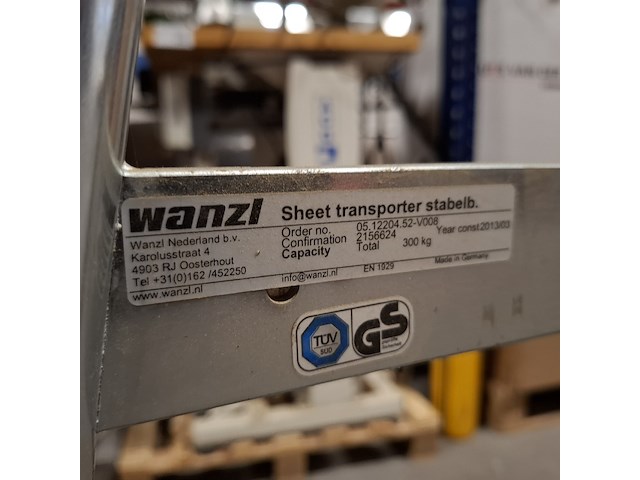 wanzl
Sheet transporter stabelb.
Wanzl Nederland b.v.
Karolusstraat 4
4903 RJ Oosterhout
Tel +31(0)162 /452250
www.wanzl.nl
Order no. 05.12204.52-V008 Year const 2013/03
Confirmation 2156624
Capacity Total 300 kg
info@wanzl.nl EN 1929 Made in Germany
TÜV
SÜD
GS
geprüfte
Sicherheit